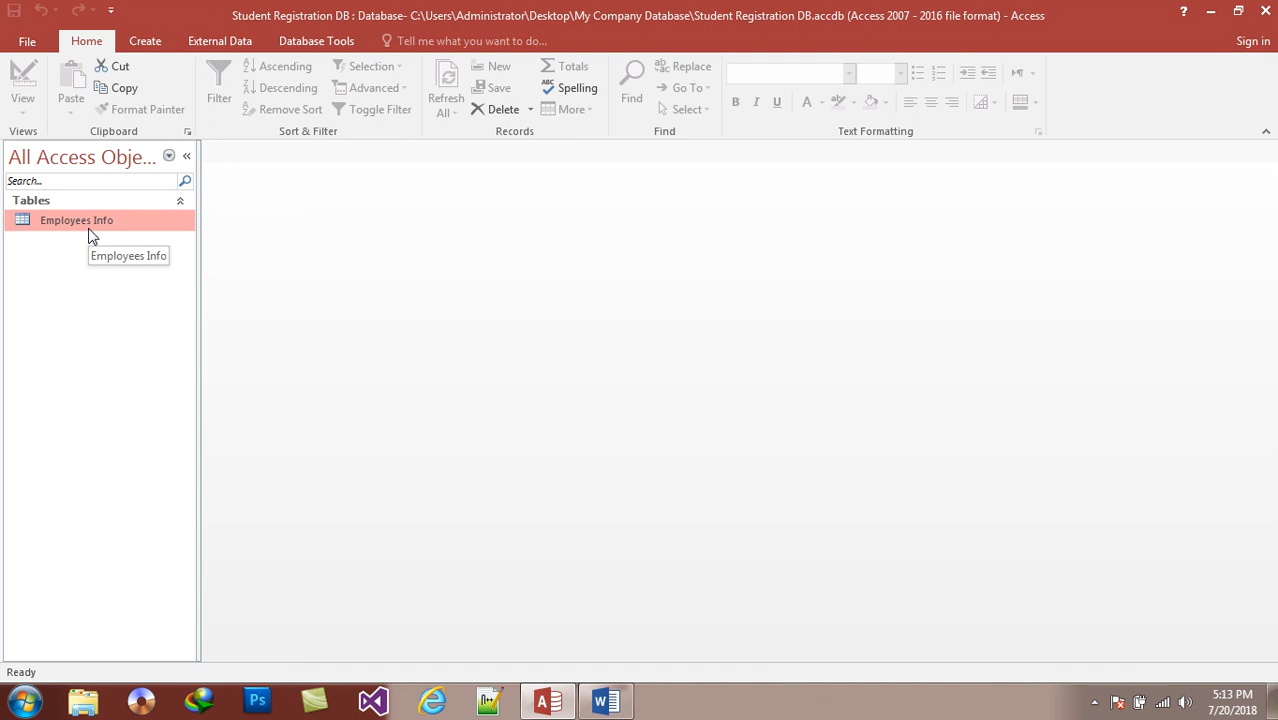 Student Registration DB : Database- C:\Users\Administrator\Desktop\My Company Database\Student Registration DB.accdb (Access 2007 - 2016 file format) - Access
?
File Home Create External Data Database Tools Tell me what you want to do... Sign in
View
Views
Paste
Cut
Copy
Format Painter
Clipboard
Filter
Ascending
Descending
Remove Sort
Selection
Advanced
Toggle Filter
Sort & Filter
Refresh
All
New
Save
Delete
Totals
Spelling
More
Records
Find
Replace
Go To
Select
Find
B I U A
Text Formatting
All Access Obje...
Search...
Tables
Employees Info
Employees Info
Ready
Ps
5:13 PM
7/20/2018